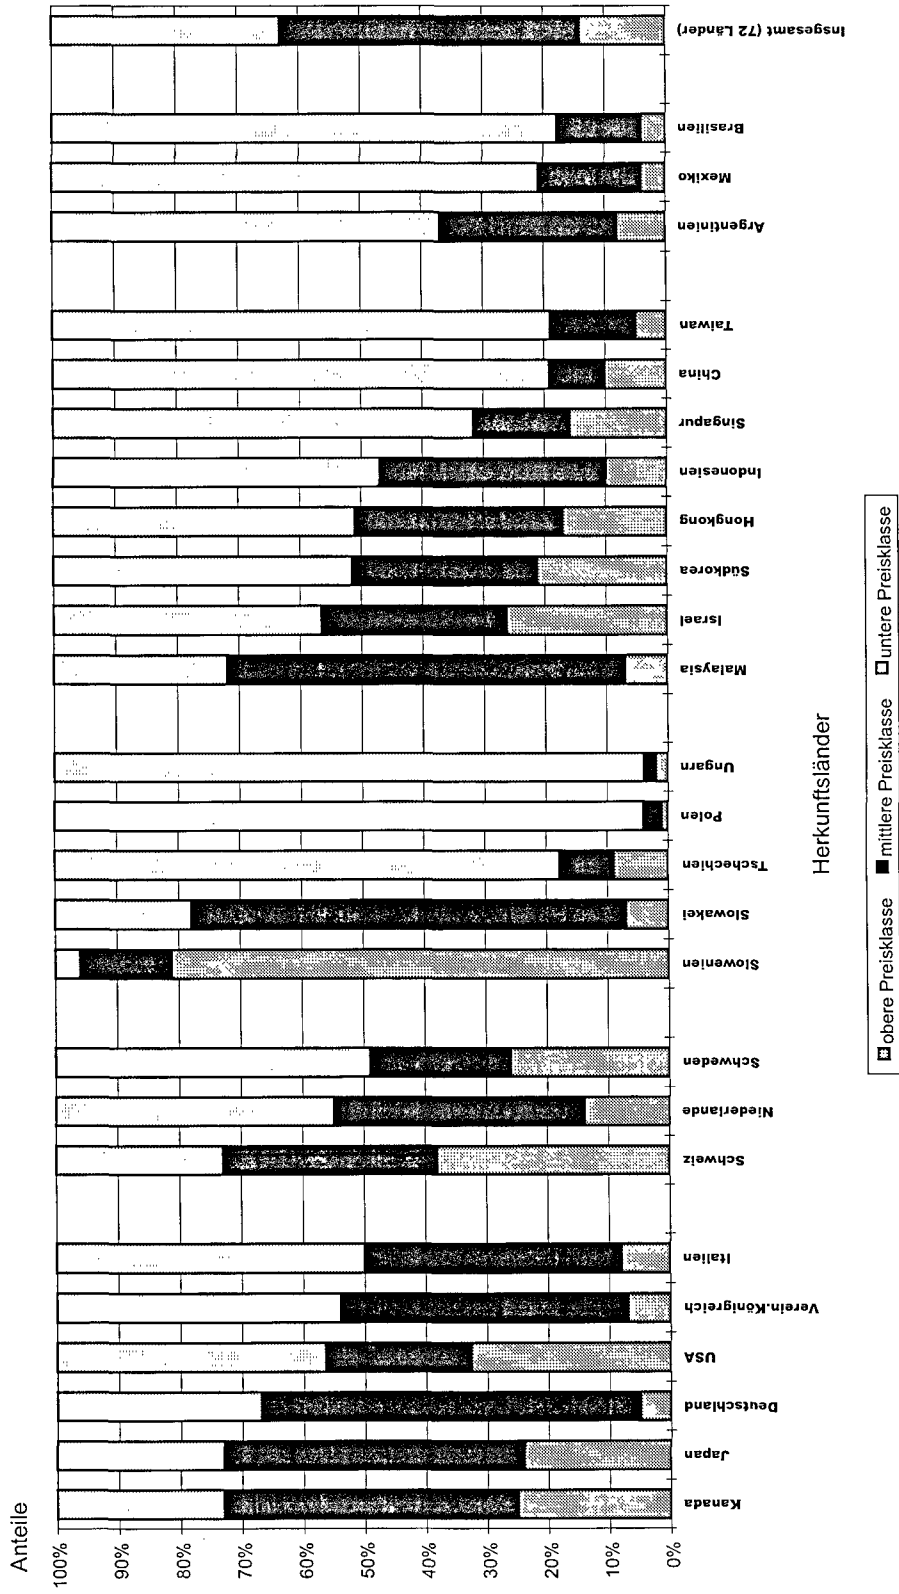 Anteile
100%
90%
80%
70%
60%
50%
40%
30%
20%
10%
0%
Kanada
Japan
Deutschland
USA
Verein.Königreich
Italien
Schweiz
Niederlande
Schweden
Slowenien
Slowakei
Tschechien
Polen
Ungarn
Malaysia
Israel
Südkorea
Hongkong
Indonesien
Singapur
China
Taiwan
Argentinien
Mexiko
Brasilien
Insgesamt (72 Länder)
Herkunftsländer
obere Preisklasse mittlere Preisklasse untere Preisklasse